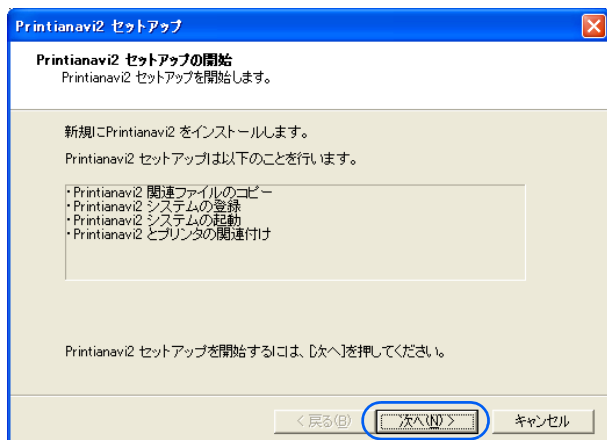 Printianavi2 セットアップ
Printianavi2 セットアップの開始
Printianavi2 セットアップを開始します。
新規にPrintianavi2 をインストールします。
Printianavi2 セットアップは以下のことを行います。
・Printianavi2 関連ファイルのコピー
・Printianavi2 システムの登録
・Printianavi2 システムの起動
・Printianavi2 とプリンタの関連付け
Printianavi2 セットアップを開始するには、[次へ]を押してください。
< 戻る(B) 次へ(N) > キャンセル